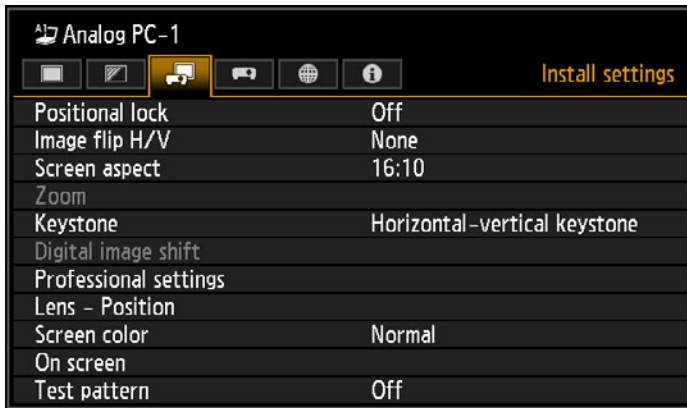 Analog PC-1
Install settings
Positional lock Off
Image flip H/V None
Screen aspect 16:10
Zoom
Keystone Horizontal-vertical keystone
Digital image shift
Professional settings
Lens - Position
Screen color Normal
On screen
Test pattern Off